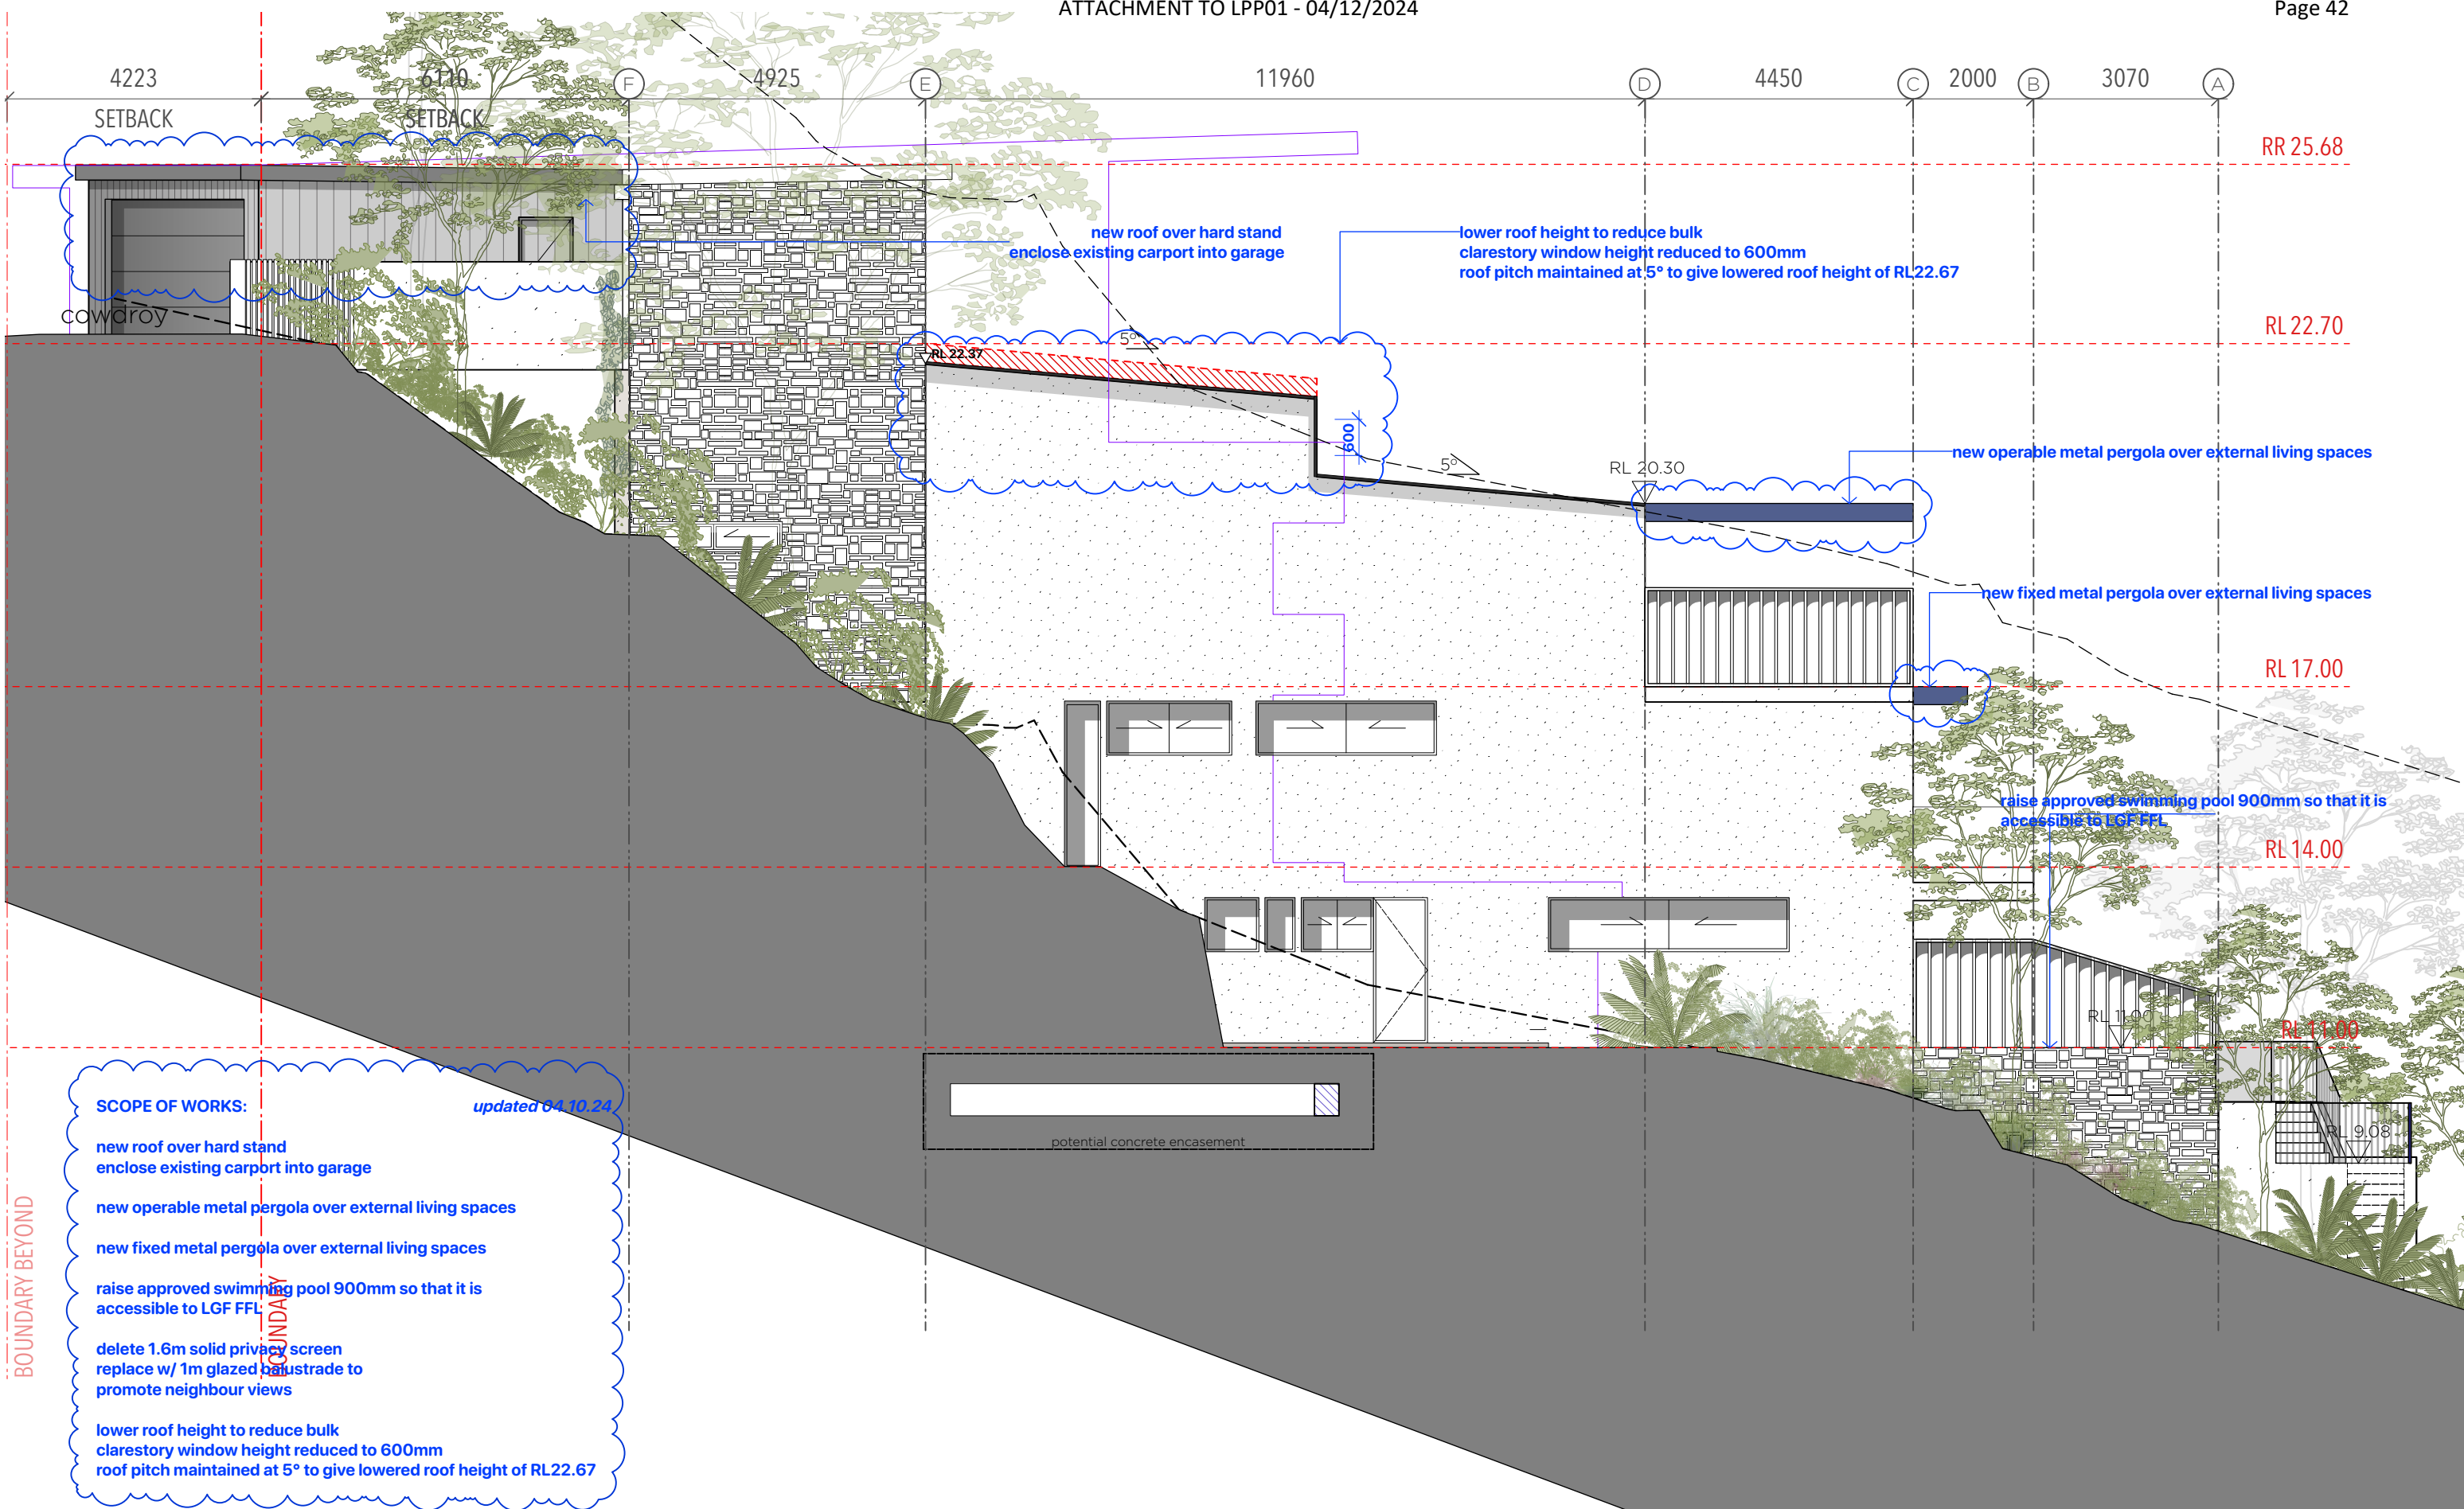 ATTACHMENT TO LPP01 - 04/12/2024
Page 42
4223
6110
F
4925
E
11960
D
4450
C
2000
B
3070
A
SETBACK
SETBACK
RR 25.68
new roof over hard stand
enclose existing carport into garage
lower roof height to reduce bulk
clarestory window height reduced to 600mm
roof pitch maintained at 5° to give lowered roof height of RL22.67
cowdroy
RL 22.70
5°
RL 22.37
600
5°
RL 20.30
new operable metal pergola over external living spaces
new fixed metal pergola over external living spaces
RL 17.00
raise approved swimming pool 900mm so that it is
accessible to LGF FFL
RL 14.00
RL 11.00
RL 11.00
RL 9.08
potential concrete encasement
SCOPE OF WORKS:
updated 04.10.24
new roof over hard stand
enclose existing carport into garage
new operable metal pergola over external living spaces
new fixed metal pergola over external living spaces
raise approved swimming pool 900mm so that it is
accessible to LGF FFL
delete 1.6m solid privacy screen
replace w/ 1m glazed balustrade to
promote neighbour views
lower roof height to reduce bulk
clarestory window height reduced to 600mm
roof pitch maintained at 5° to give lowered roof height of RL22.67
BOUNDARY BEYOND
BOUNDARY